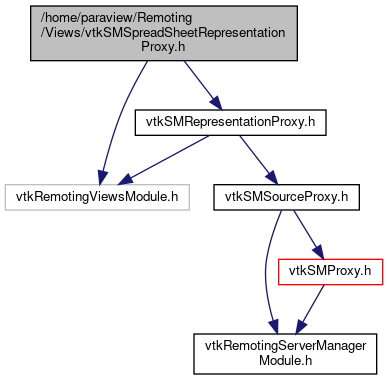 /home/paraview/Remoting
/Views/vtkSMSpreadSheetRepresentation
Proxy.h
vtkSMRepresentationProxy.h
vtkRemotingViewsModule.h
vtkSMSourceProxy.h
vtkSMProxy.h
vtkRemotingServerManager
Module.h